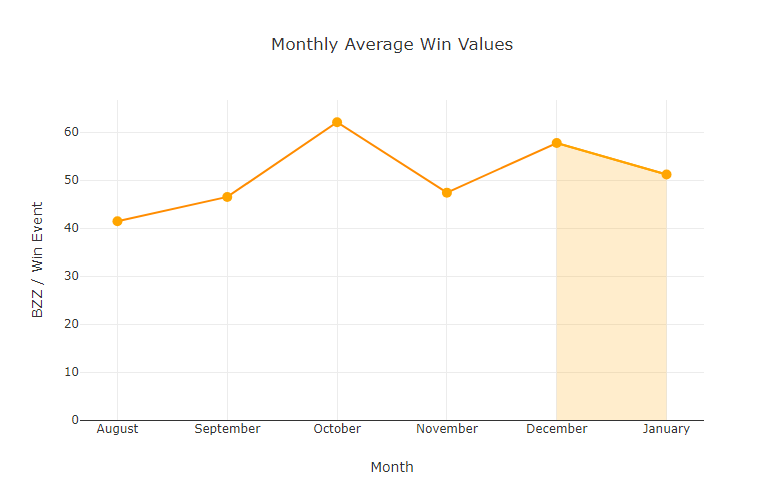 Monthly Average Win Values
BZZ / Win Event
60
50
40
30
20
10
0
August September October November December January
Month